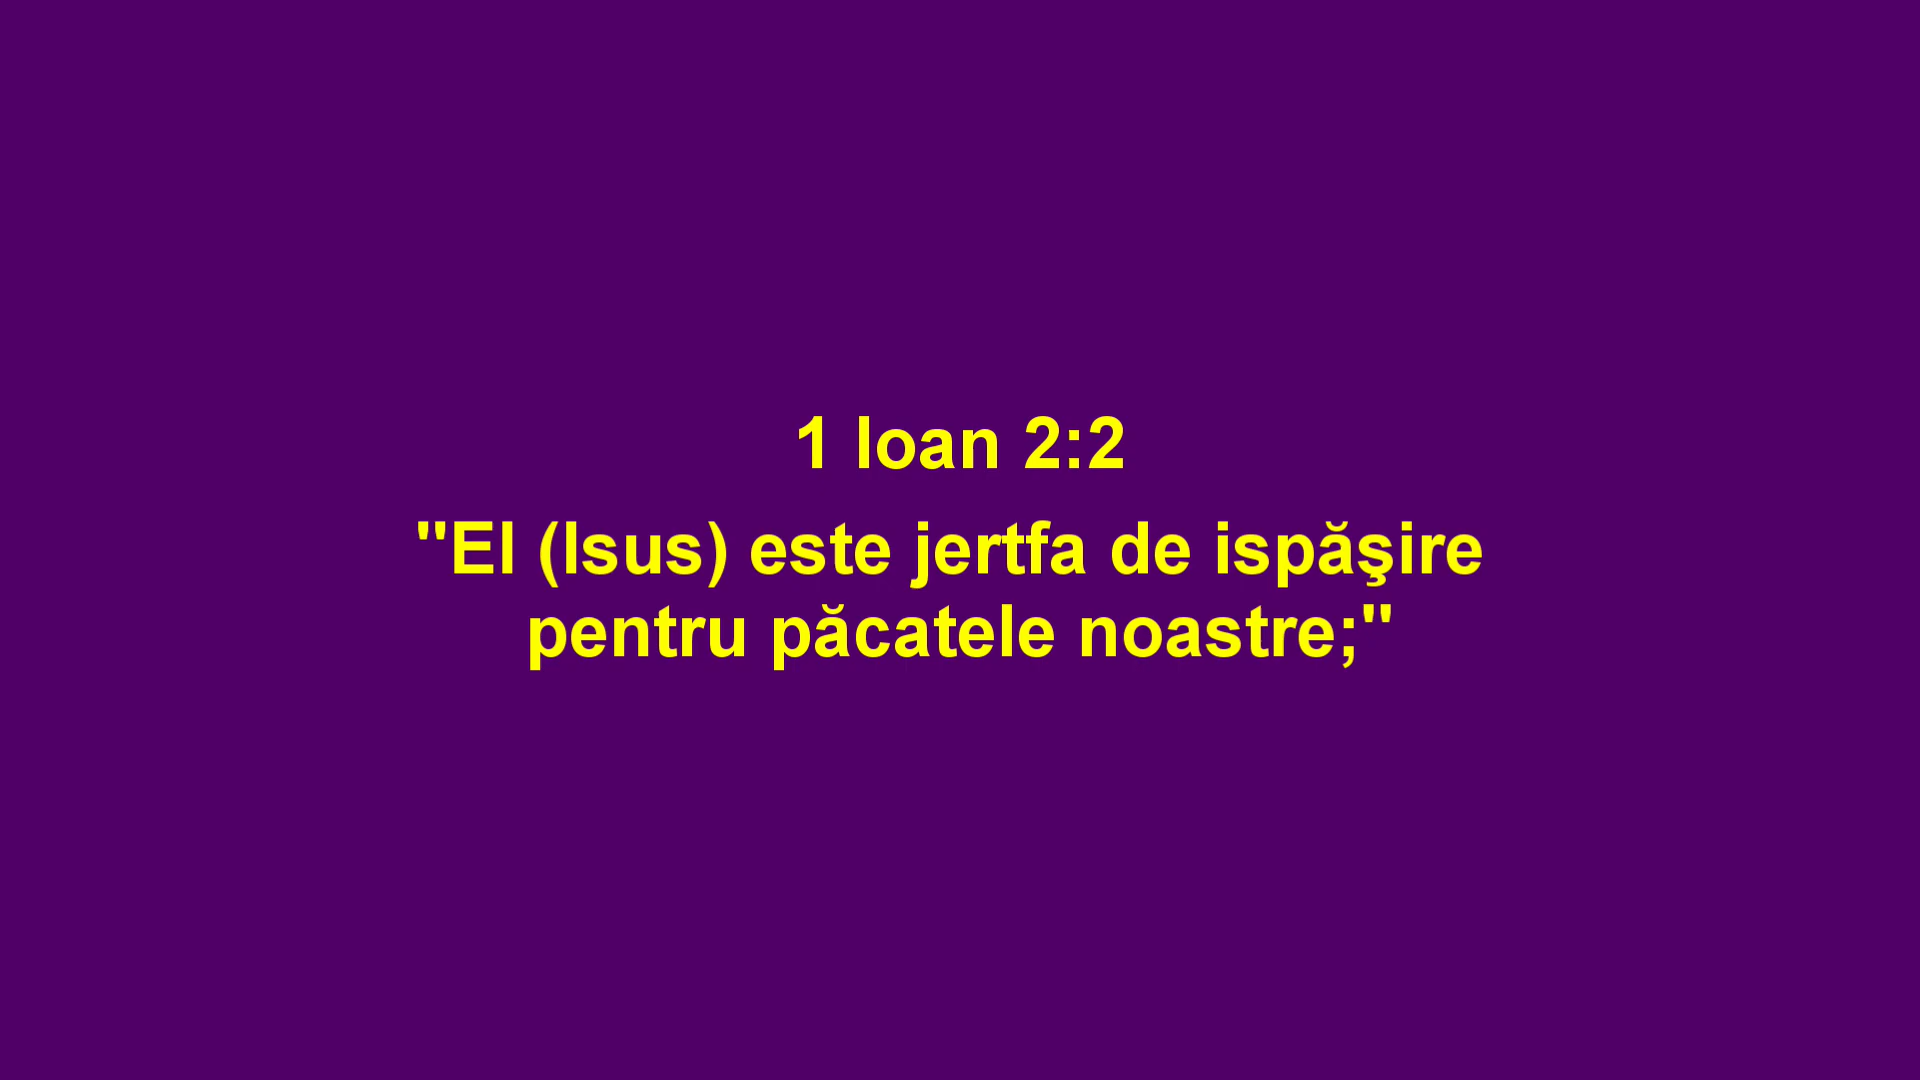 1 Ioan 2:2
"El (Isus) este jertfa de ispăşire
pentru păcatele noastre;"